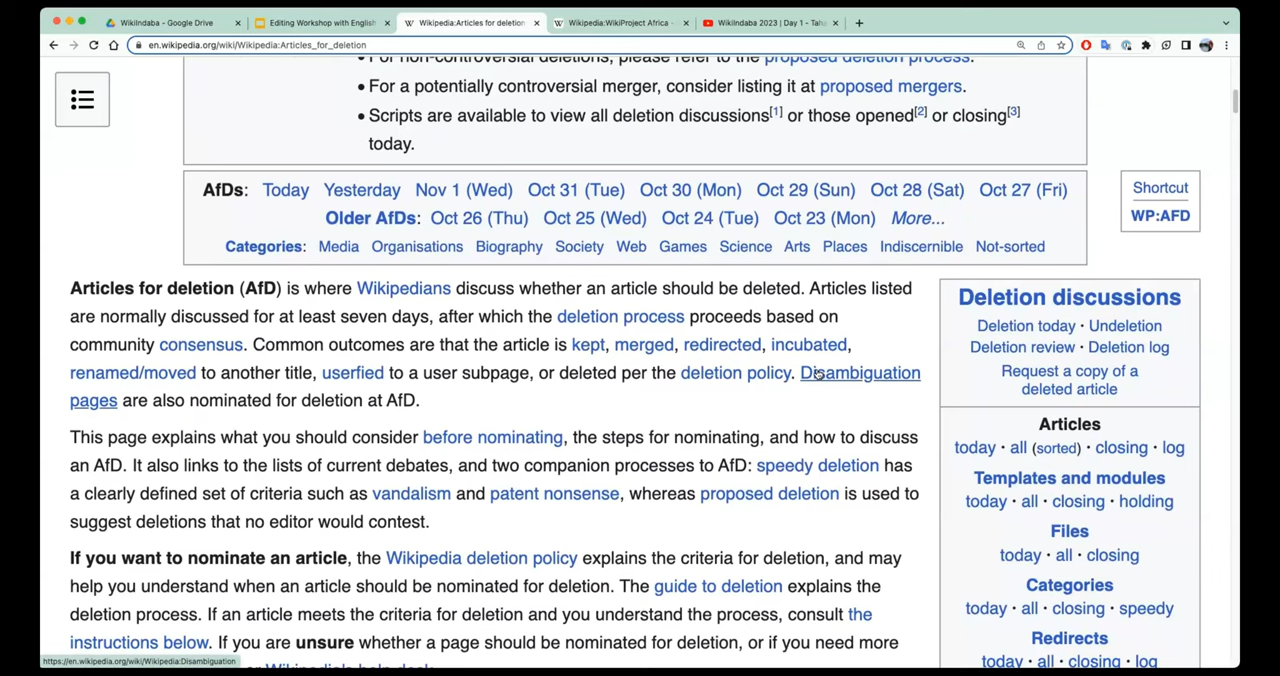 WikiIndaba - Google Drive
Editing Workshop with English
Wikipedia:Articles for deletion
Wikipedia:WikiProject Africa -
WikiIndaba 2023 | Day 1 - Tah
en.wikipedia.org/wiki/Wikipedia:Articles_for_deletion
• For non-controversial deletions, please refer to the proposed deletion process.
• For a potentially controversial merger, consider listing it at proposed mergers.
• Scripts are available to view all deletion discussions[1] or those opened[2] or closing[3]
today.
AfDs: Today Yesterday Nov 1 (Wed) Oct 31 (Tue) Oct 30 (Mon) Oct 29 (Sun) Oct 28 (Sat) Oct 27 (Fri)
Older AfDs: Oct 26 (Thu) Oct 25 (Wed) Oct 24 (Tue) Oct 23 (Mon) More...
Categories: Media Organisations Biography Society Web Games Science Arts Places Indiscernible Not-sorted
Shortcut
WP:AFD
Articles for deletion (AfD) is where Wikipedians discuss whether an article should be deleted. Articles listed
are normally discussed for at least seven days, after which the deletion process proceeds based on
community consensus. Common outcomes are that the article is kept, merged, redirected, incubated,
renamed/moved to another title, userfied to a user subpage, or deleted per the deletion policy. Disambiguation
pages are also nominated for deletion at AfD.
This page explains what you should consider before nominating, the steps for nominating, and how to discuss
an AfD. It also links to the lists of current debates, and two companion processes to AfD: speedy deletion has
a clearly defined set of criteria such as vandalism and patent nonsense, whereas proposed deletion is used to
suggest deletions that no editor would contest.
If you want to nominate an article, the Wikipedia deletion policy explains the criteria for deletion, and may
help you understand when an article should be nominated for deletion. The guide to deletion explains the
deletion process. If an article meets the criteria for deletion and you understand the process, consult the
instructions below. If you are unsure whether a page should be nominated for deletion, or if you need more
or Wikipedia's help desk.
Deletion discussions
Deletion today · Undeletion
Deletion review · Deletion log
Request a copy of a
deleted article
Articles
today · all (sorted) · closing · log
Templates and modules
today · all · closing · holding
Files
today · all · closing
Categories
today · all · closing · speedy
Redirects
today · all · closing · log
https://en.wikipedia.org/wiki/Wikipedia:Disambiguation